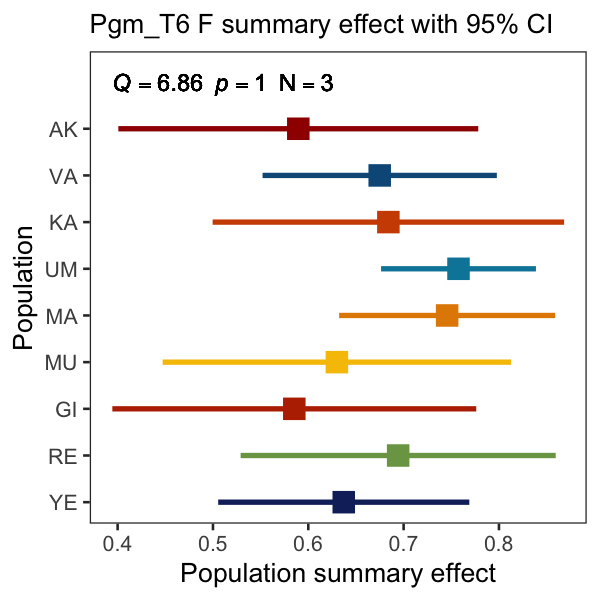 Pgm_T6 F summary effect with 95% CI
Q = 6.86 p = 1 N = 3
AK
VA
KA
UM
MA
MU
GI
RE
YE
Population
0.4 0.5 0.6 0.7 0.8
Population summary effect